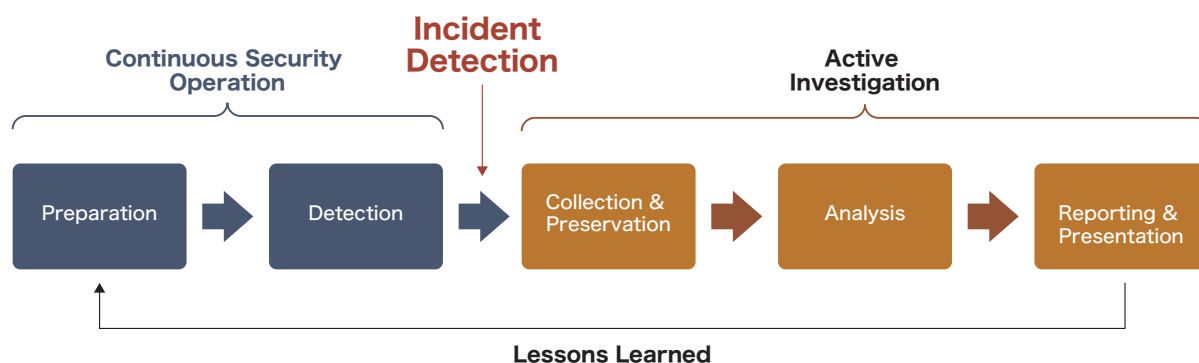 Continuous Security
Operation
Incident
Detection
Active
Investigation
Preparation
Detection
Collection &
Preservation
Analysis
Reporting &
Presentation
Lessons Learned